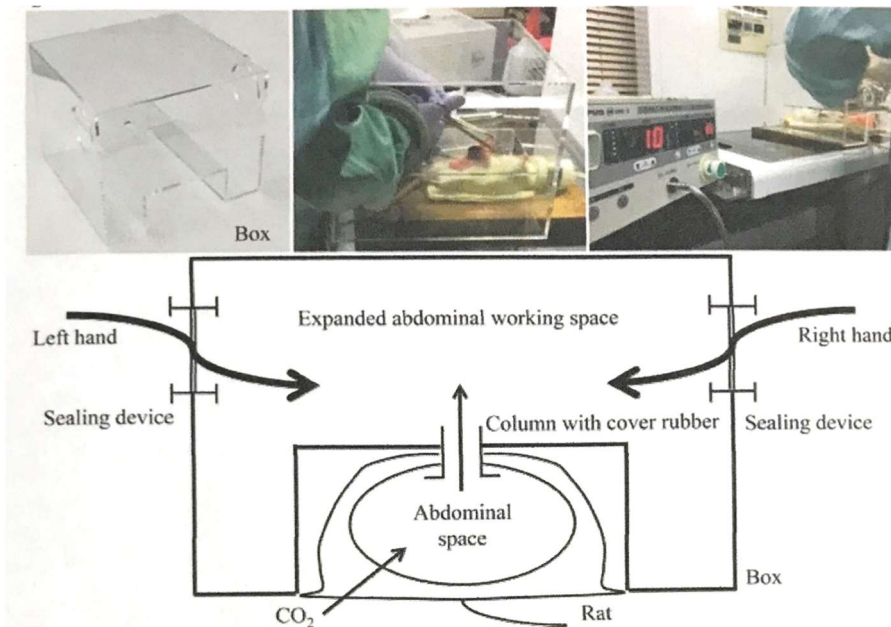 Box
10
Expanded abdominal working space
Left hand
Right hand
Sealing device
Column with cover rubber
Sealing device
Abdominal
space
Box
CO₂
Rat